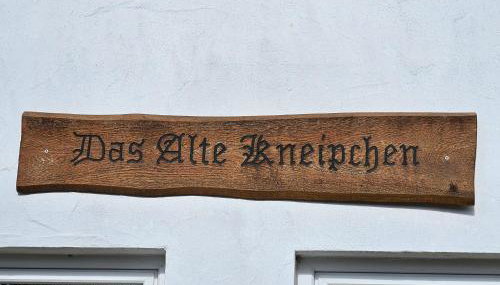 Das Alte Kneipchen